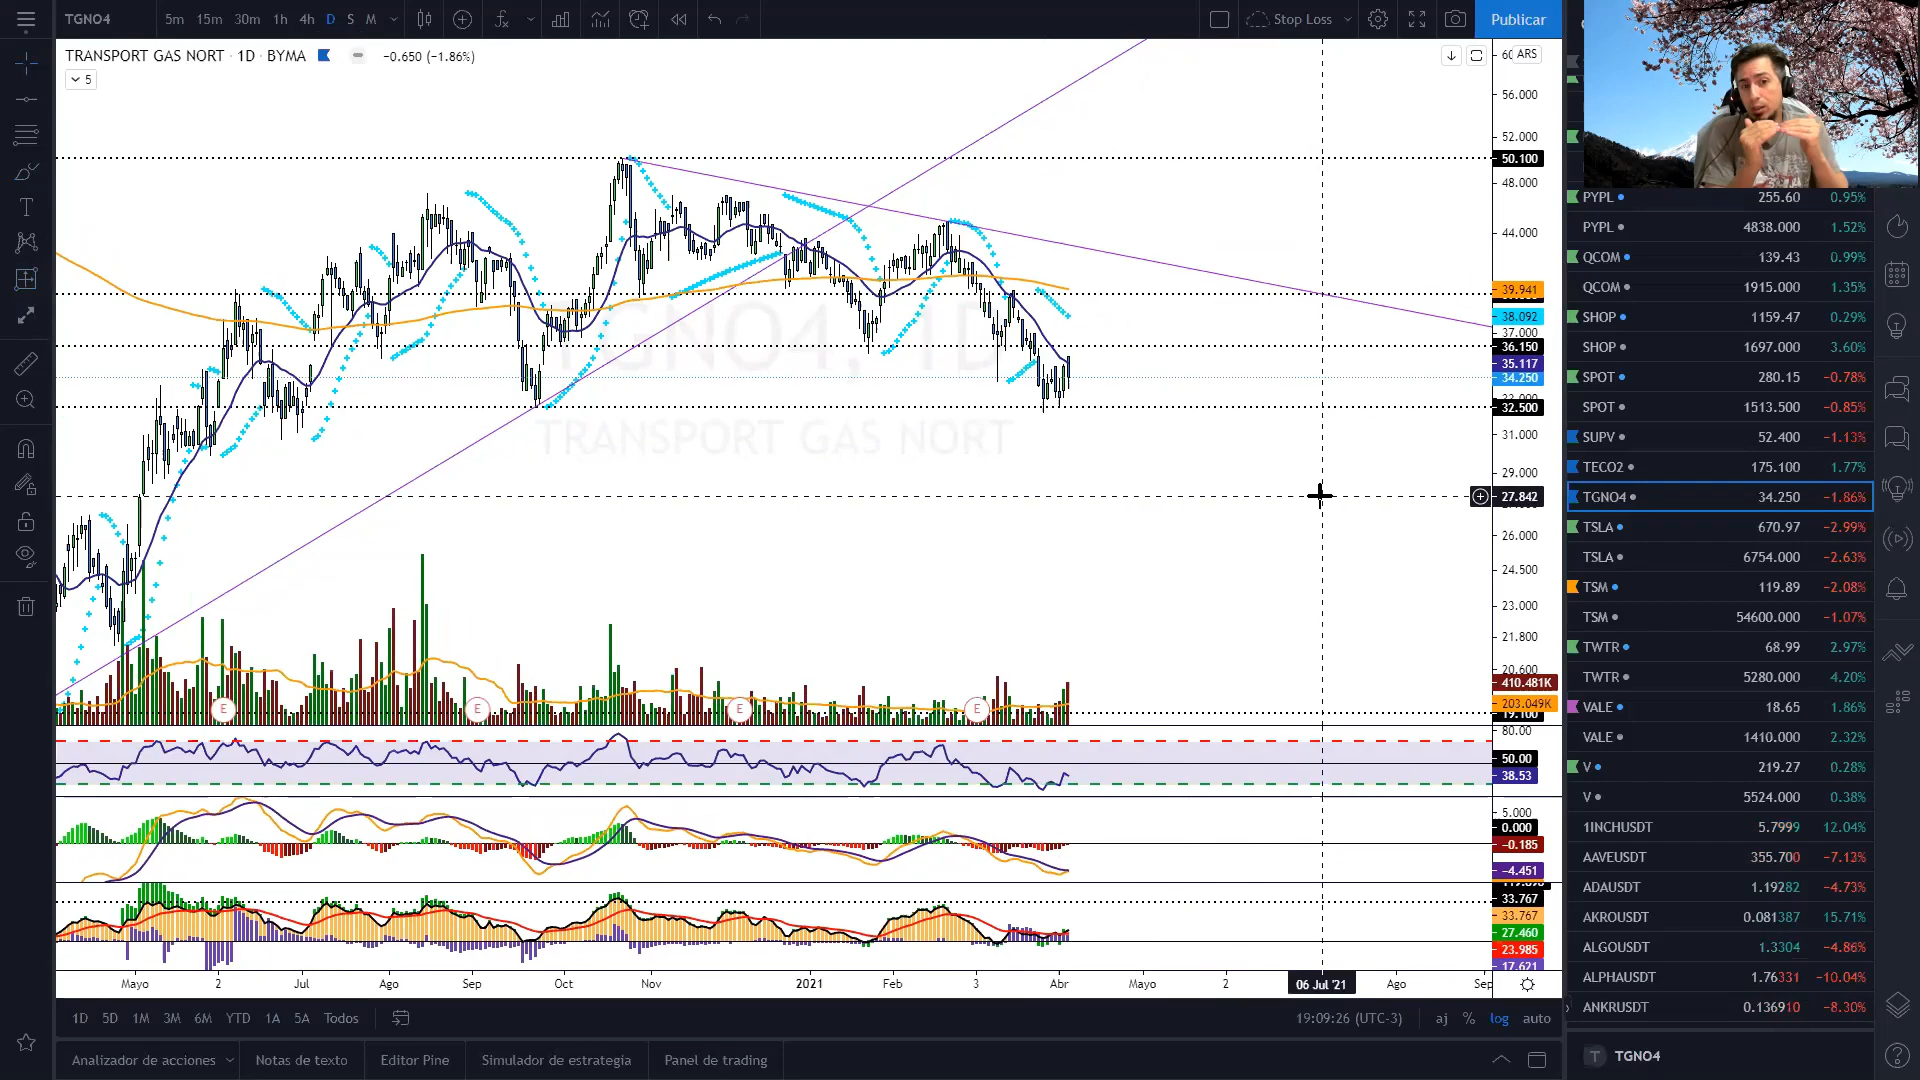 TGNO4 5m 15m 30m 1h 4h D S M Stop Loss Publicar
TRANSPORT GAS NORT · 1D · BYMA −0.650 (−1.86%)
5
ARS
56.000
52.000
50.100
48.000
44.000
39.941
38.092
37.000
36.150
35.117
34.250
32.500
31.000
29.000
27.842
26.000
24.500
23.000
21.800
20.600
410.481K
203.049K
19.100
80.00
50.00
38.53
5.000
0.000
−0.185
−4.451
33.767
33.767
27.460
23.985
17.621
TGNO4, 1D
TRANSPORT GAS NORT
E E E E
Mayo 2 Jul Ago Sep Oct Nov 2021 Feb 3 Abr Mayo 2 06 Jul '21 Ago Sep
1D 5D 1M 3M 6M YTD 1A 5A Todos 19:09:26 (UTC-3) aj % log auto
Analizador de acciones Notas de texto Editor Pine Simulador de estrategia Panel de trading
PYPL 255.60 0.95%
PYPL 4838.000 1.52%
QCOM 139.43 0.99%
QCOM 1915.000 1.35%
SHOP 1159.47 0.29%
SHOP 1697.000 3.60%
SPOT 280.15 −0.78%
SPOT 1513.500 −0.85%
SUPV 52.400 −1.13%
TECO2 175.100 1.77%
TGNO4 34.250 −1.86%
TSLA 670.97 −2.99%
TSLA 6754.000 −2.63%
TSM 119.89 −2.08%
TSM 54600.000 −1.07%
TWTR 68.99 2.97%
TWTR 5280.000 4.20%
VALE 18.65 1.86%
VALE 1410.000 2.32%
V 219.27 0.28%
V 5524.000 0.38%
1INCHUSDT 5.7999 12.04%
AAVEUSDT 355.700 −7.13%
ADAUSDT 1.19282 −4.73%
AKROUSDT 0.081387 15.71%
ALGOUSDT 1.3304 −4.86%
ALPHAUSDT 1.76331 −10.04%
ANKRUSDT 0.136910 −8.30%
T TGNO4